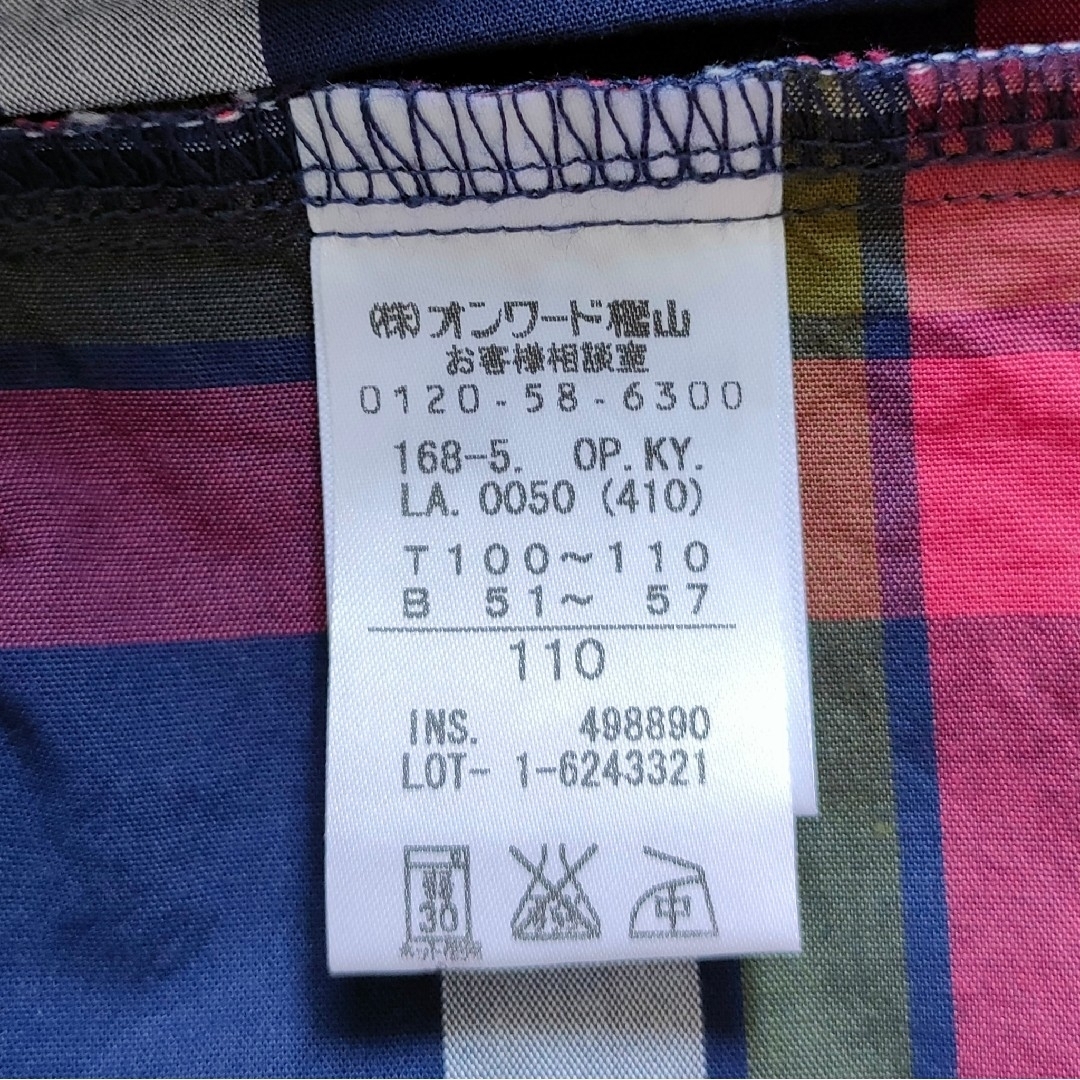 ㈱オンワード樫山
お客様相談室
0120-58-6300
168-5. OP.KY.
LA. 0050 (410)
T 100～110
B 51～ 57
110
INS. 498890
LOT- 1-6243321
30
中